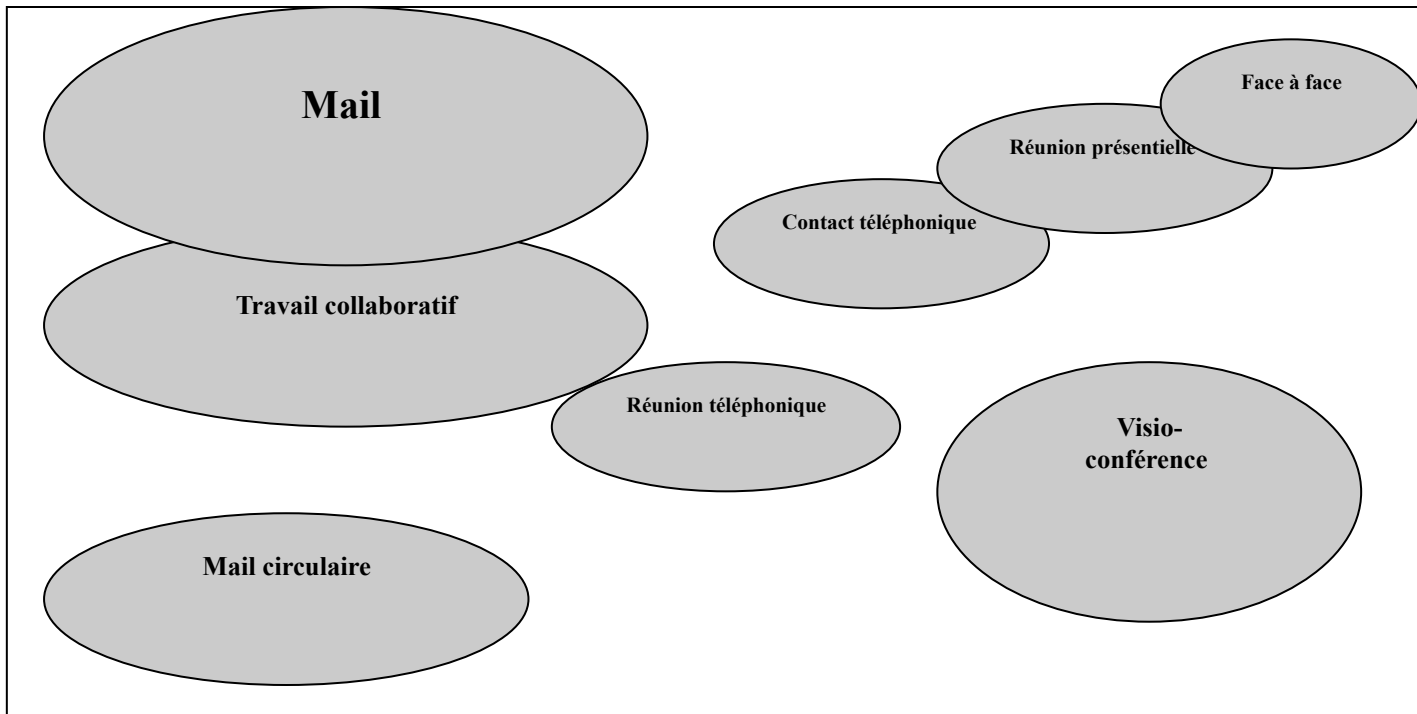 Mail
Face à face
Réunion présentielle
Contact téléphonique
Travail collaboratif
Réunion téléphonique
Visio-
conférence
Mail circulaire